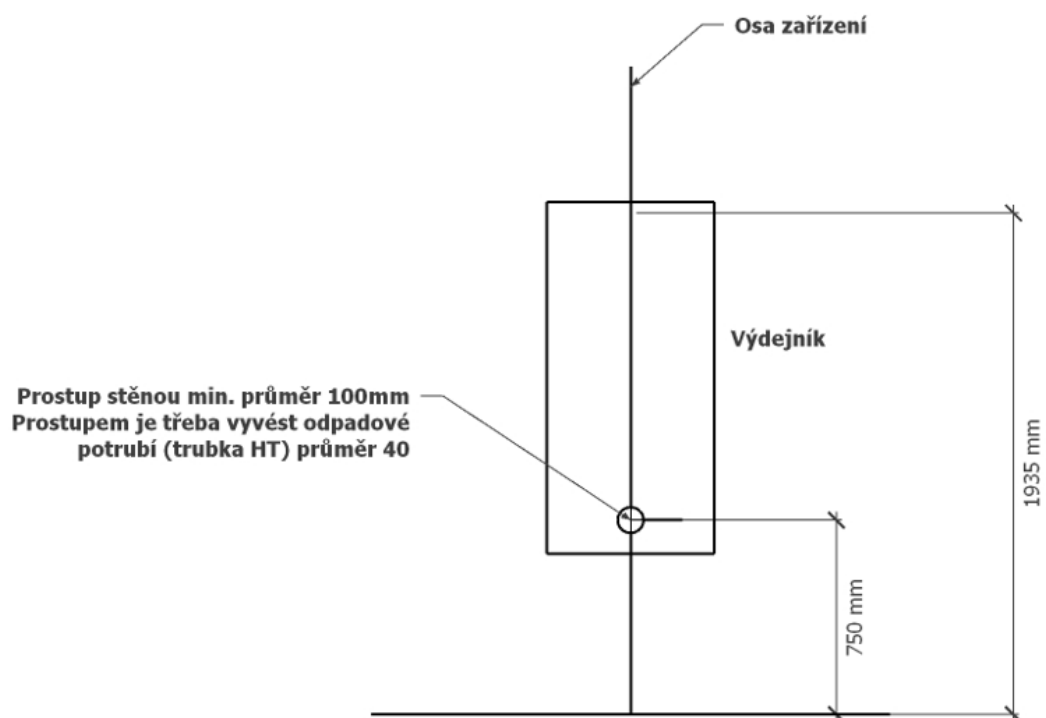 Osa zařízení
Výdejník
Prostup stěnou min. průměr 100mm
Prostupem je třeba vyvést odpadové
potrubí (trubka HT) průměr 40
1935 mm
750 mm